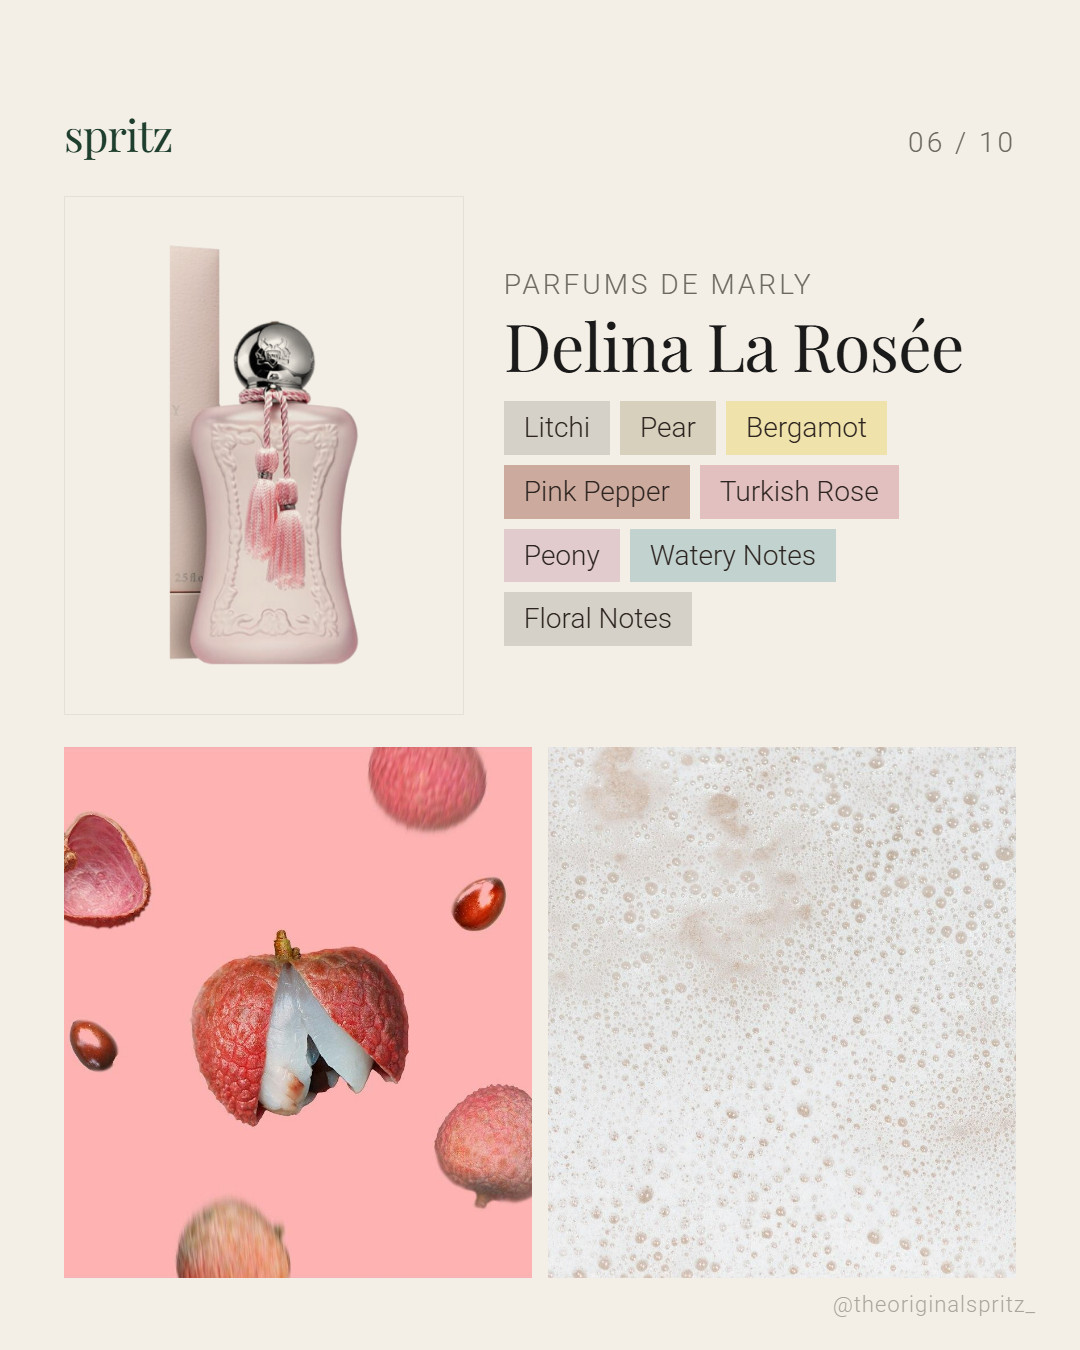 spritz
06 / 10
PARFUMS DE MARLY
Delina La Rosée
Litchi
Pear
Bergamot
Pink Pepper
Turkish Rose
Peony
Watery Notes
Floral Notes
@theoriginalspritz_